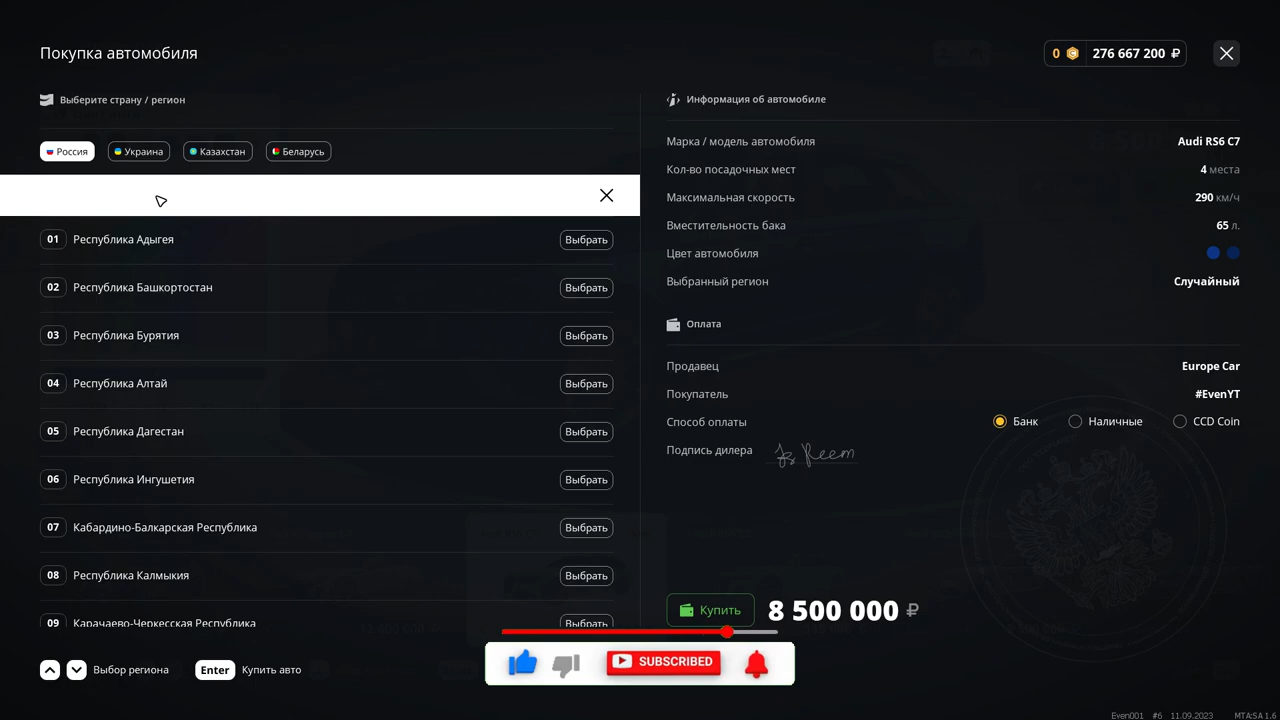 Покупка автомобиля
0 276 667 200 ₽
Выберите страну / регион
Россия Украина Казахстан Беларусь
01 Республика Адыгея Выбрать
02 Республика Башкортостан Выбрать
03 Республика Бурятия Выбрать
04 Республика Алтай Выбрать
05 Республика Дагестан Выбрать
06 Республика Ингушетия Выбрать
07 Кабардино-Балкарская Республика Выбрать
08 Республика Калмыкия Выбрать
09 Карачаево-Черкесская Республика Выбрать
Выбор региона Enter Купить авто
Информация об автомобиле
Марка / модель автомобиля Audi RS6 C7
Кол-во посадочных мест 4 места
Максимальная скорость 290 км/ч
Вместительность бака 65 л.
Цвет автомобиля
Выбранный регион Случайный
Оплата
Продавец Europe Car
Покупатель #EvenYT
Способ оплаты Банк Наличные CCD Coin
Подпись дилера
Купить 8 500 000 ₽
SUBSCRIBED
Even001 #6 11.09.2023 MTA:SA 1.6